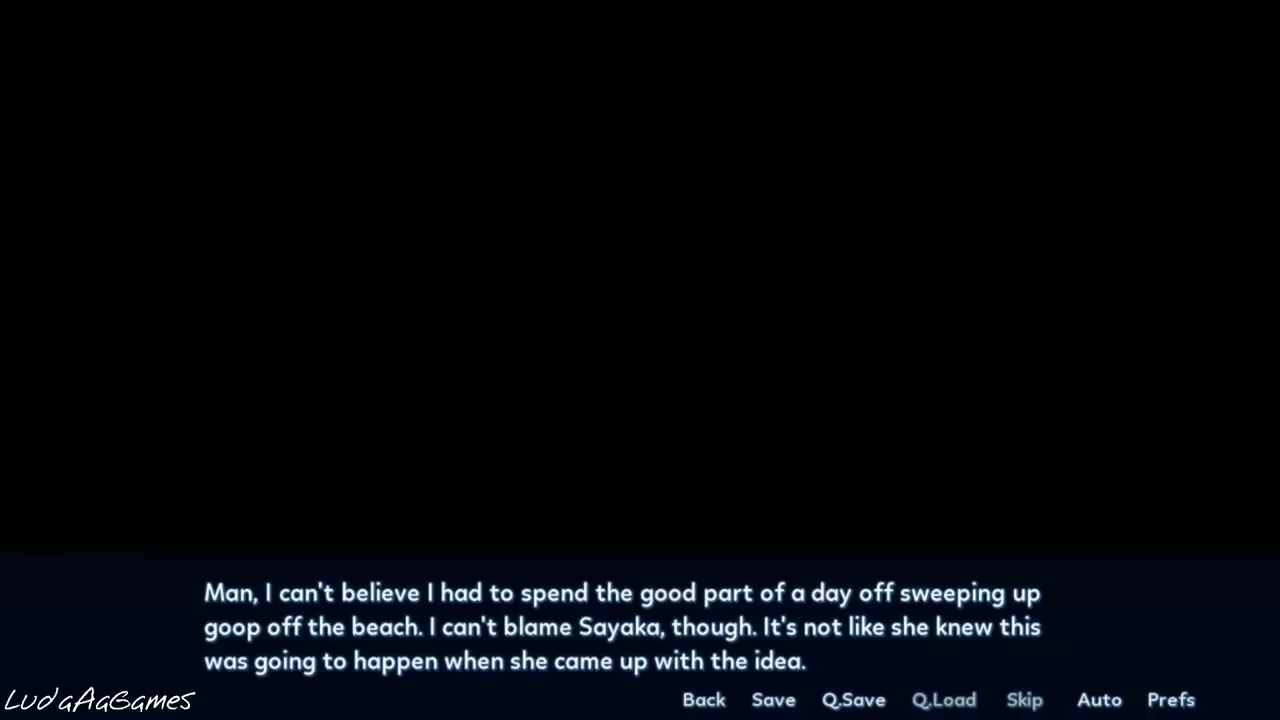 Man, I can't believe I had to spend the good part of a day off sweeping up
goop off the beach. I can't blame Sayaka, though. It's not like she knew this
was going to happen when she came up with the idea.
Back Save Q.Save Q.Load Skip Auto Prefs
LudaAaGames